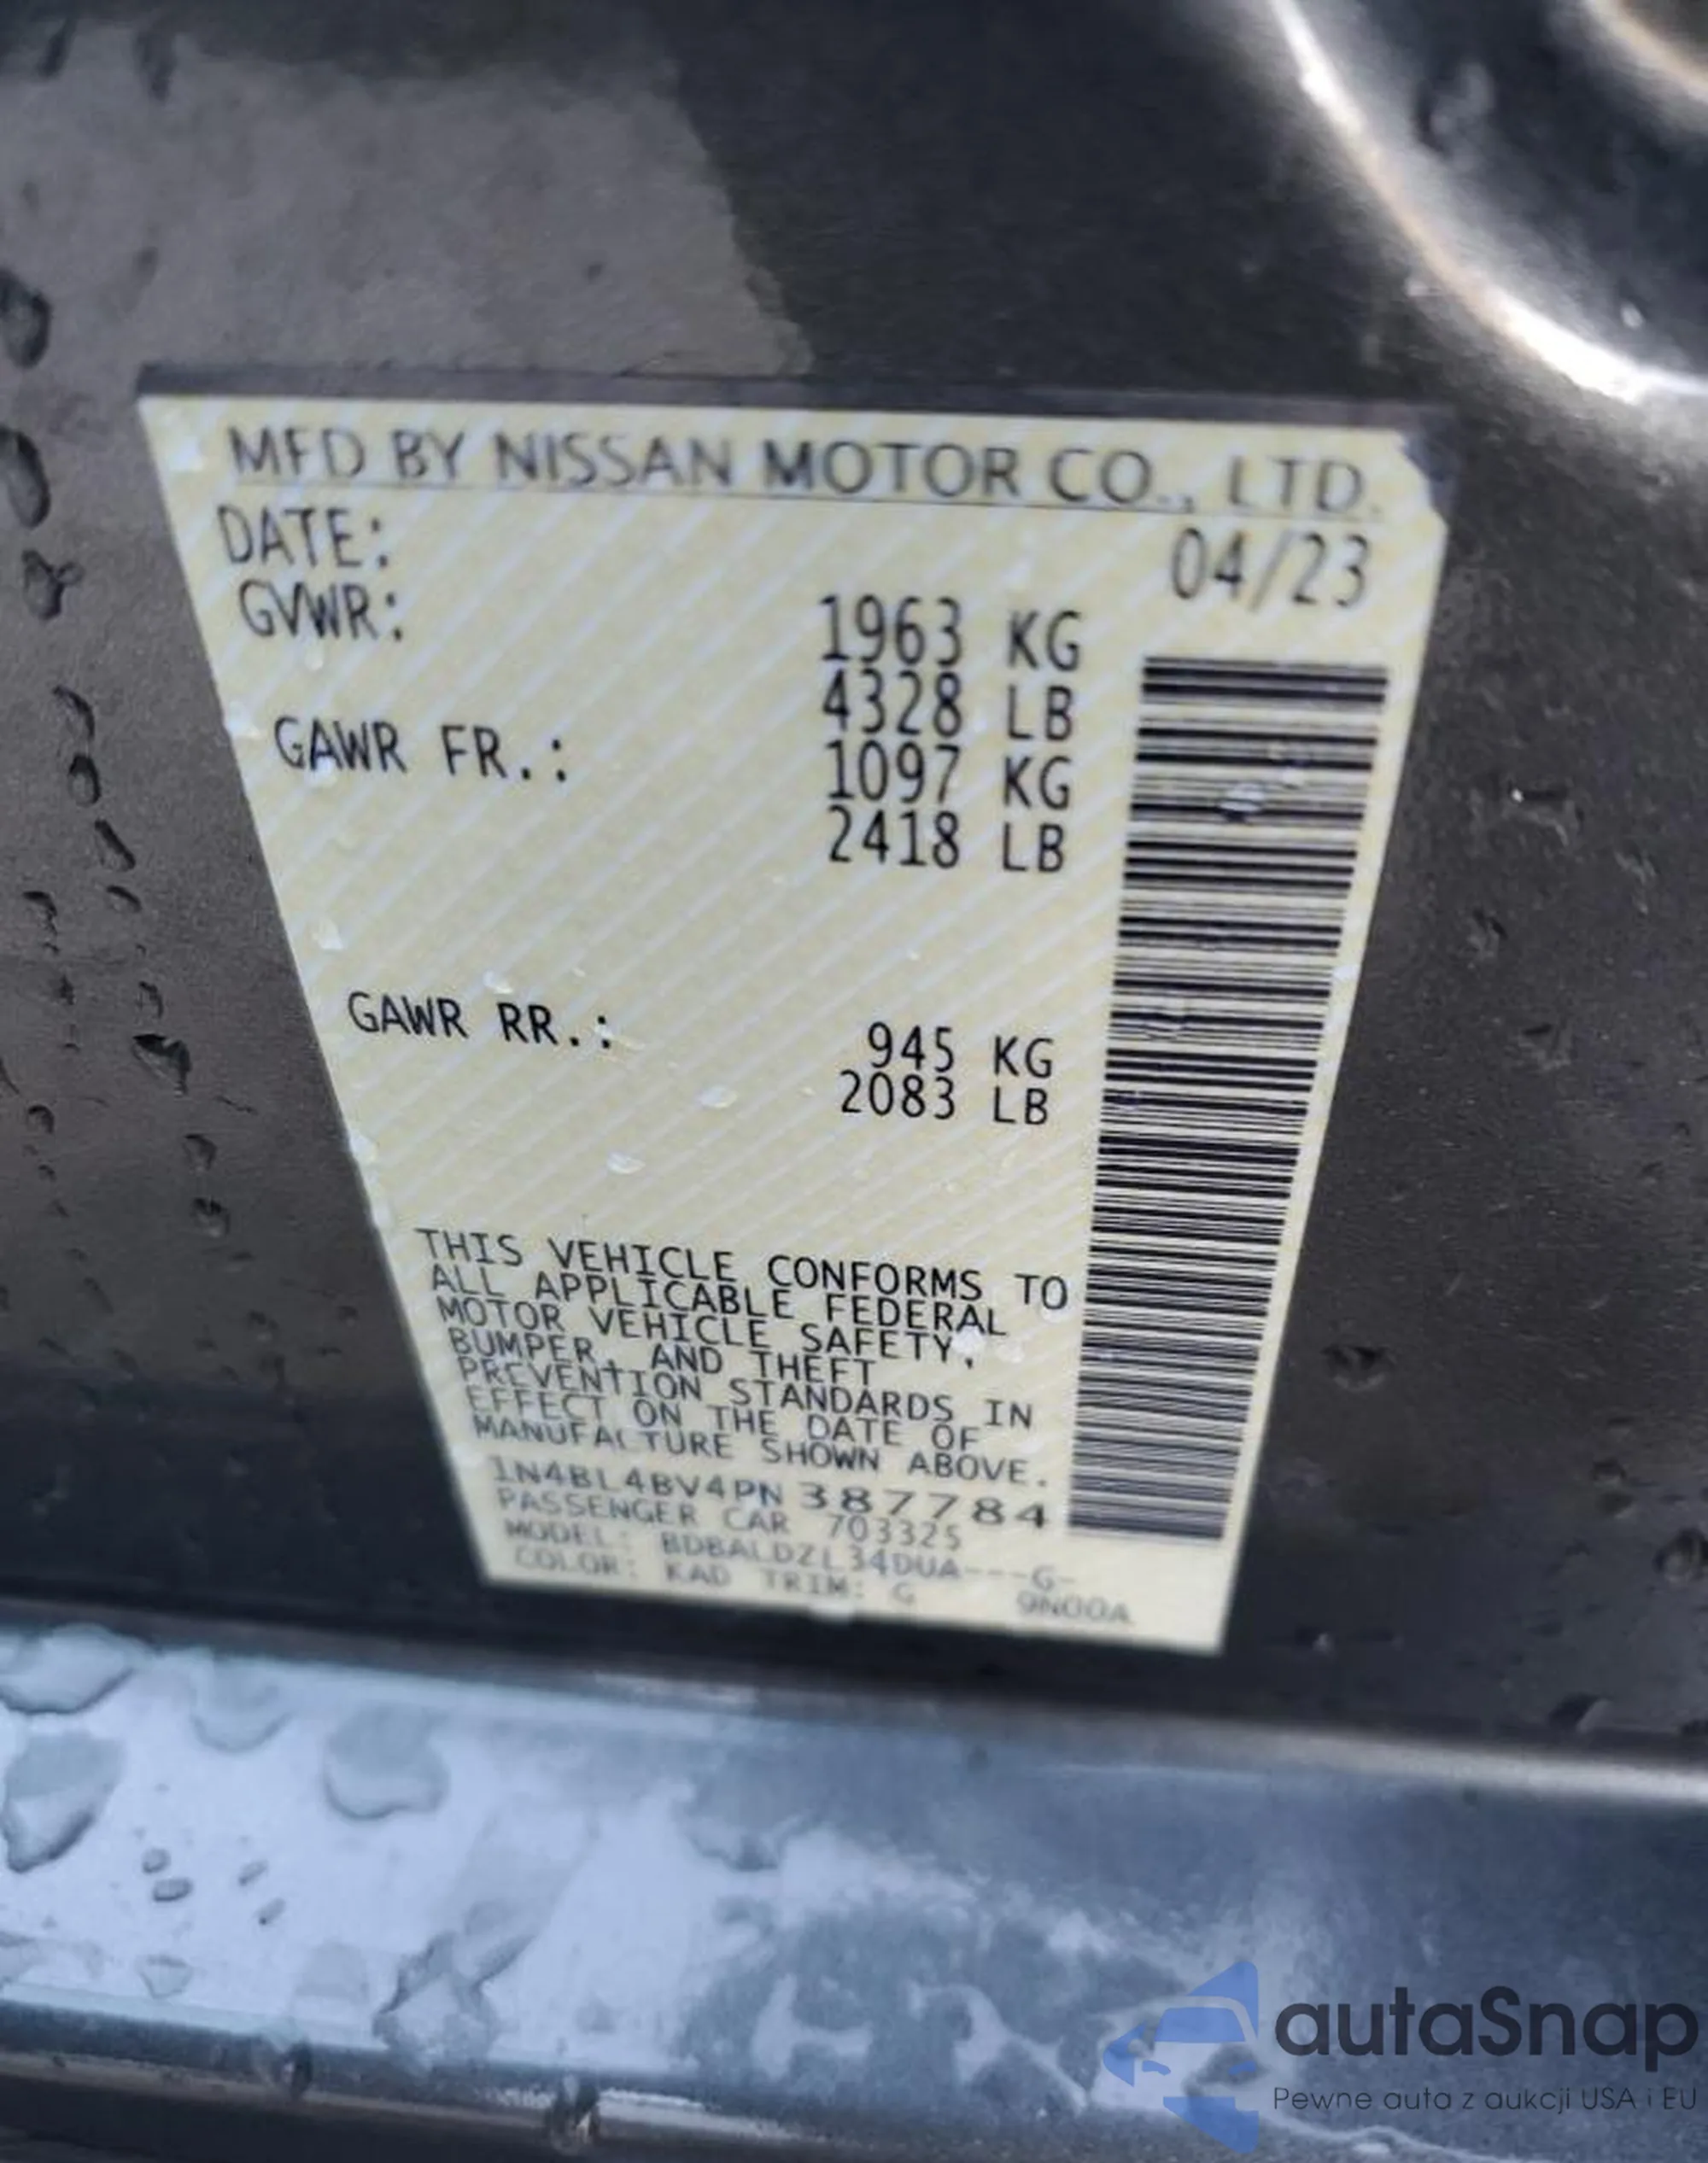 MFD BY NISSAN MOTOR CO., LTD.
DATE: 04/23
GVWR: 1963 KG
4328 LB
GAWR FR.: 1097 KG
2418 LB
GAWR RR.: 945 KG
2083 LB
THIS VEHICLE CONFORMS TO
ALL APPLICABLE FEDERAL
MOTOR VEHICLE SAFETY,
BUMPER, AND THEFT
PREVENTION STANDARDS IN
EFFECT ON THE DATE OF
MANUFACTURE SHOWN ABOVE.
1N4BL4BV4PN387784
PASSENGER CAR 703325
MODEL: BDBALDZL34DUA---G-
COLOR: KAD TRIM: G 9N00A
autaSnap
Pewne auta z aukcji USA i EU